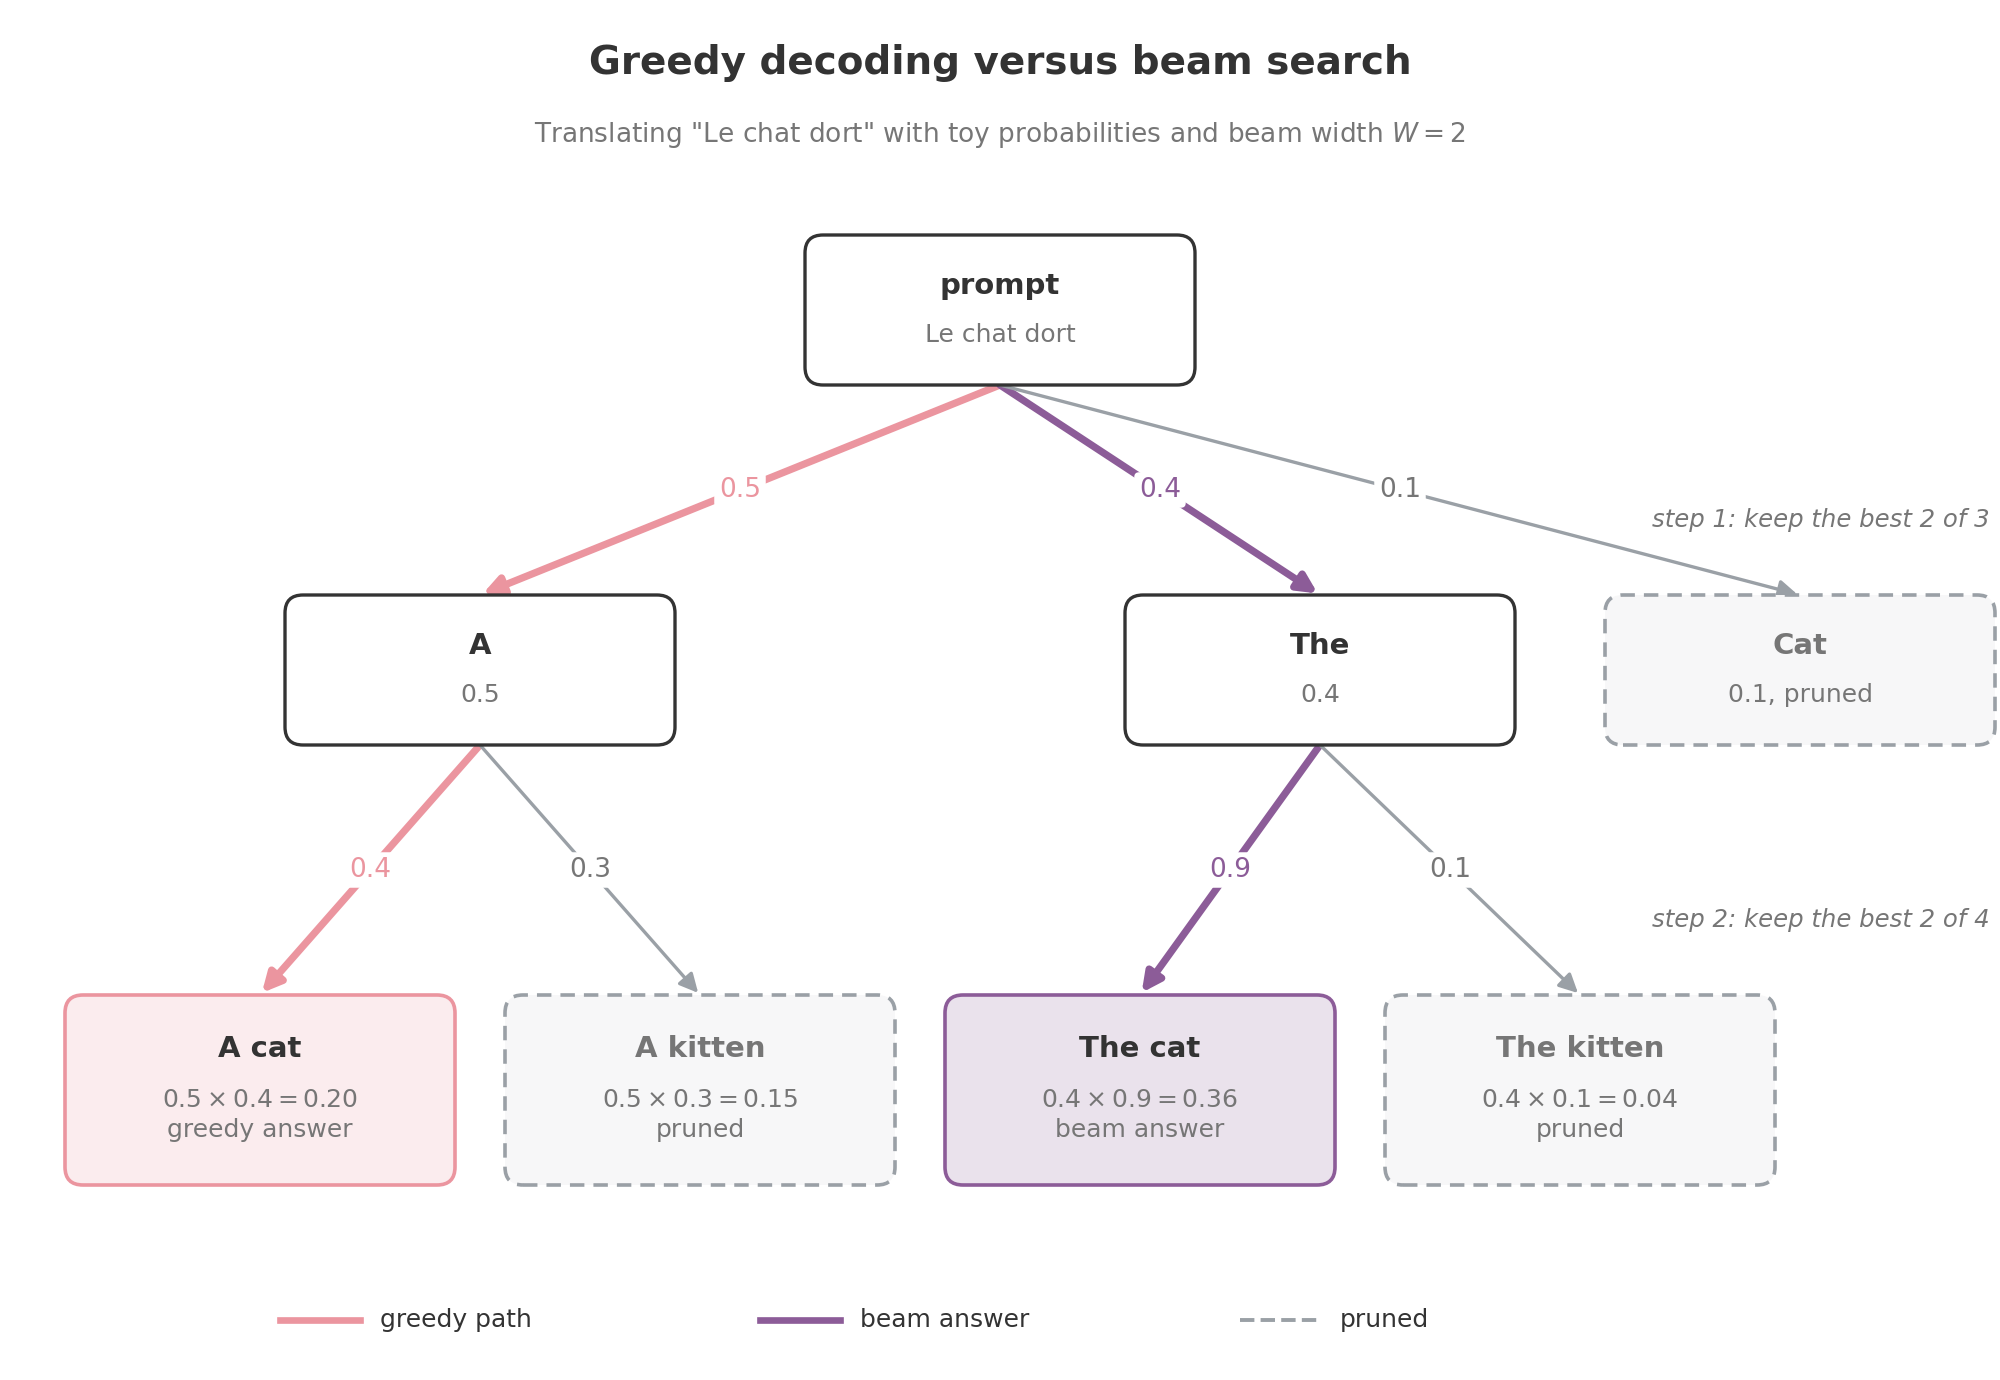 Greedy decoding versus beam search
Translating "Le chat dort" with toy probabilities and beam width W = 2
prompt
Le chat dort
0.5
0.4
0.1
step 1: keep the best 2 of 3
A
0.5
The
0.4
Cat
0.1, pruned
0.4
0.3
0.9
0.1
step 2: keep the best 2 of 4
A cat
0.5 × 0.4 = 0.20
greedy answer
A kitten
0.5 × 0.3 = 0.15
pruned
The cat
0.4 × 0.9 = 0.36
beam answer
The kitten
0.4 × 0.1 = 0.04
pruned
greedy path
beam answer
pruned